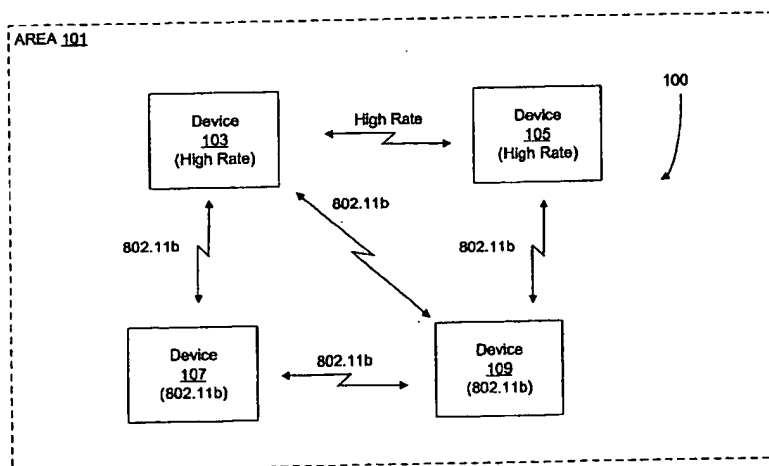 AREA 101
100
Device
103
(High Rate)
High Rate
Device
105
(High Rate)
802.11b
802.11b
802.11b
Device
107
(802.11b)
802.11b
Device
109
(802.11b)